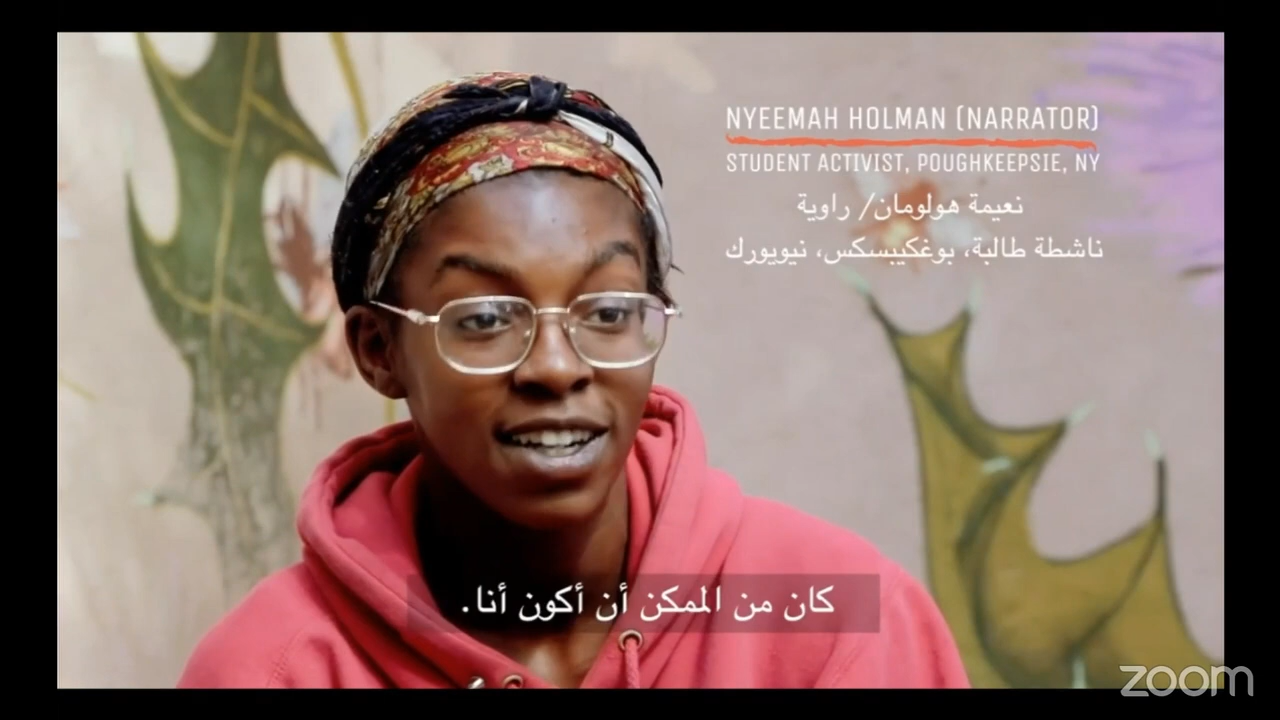 NYEEMAH HOLMAN (NARRATOR)
STUDENT ACTIVIST, POUGHKEEPSIE, NY
نعيمة هولومان/ راوية
ناشطة طالبة، بوغكيبسكس، نيويورك
كان من الممكن أن أكون أنا.
zoom